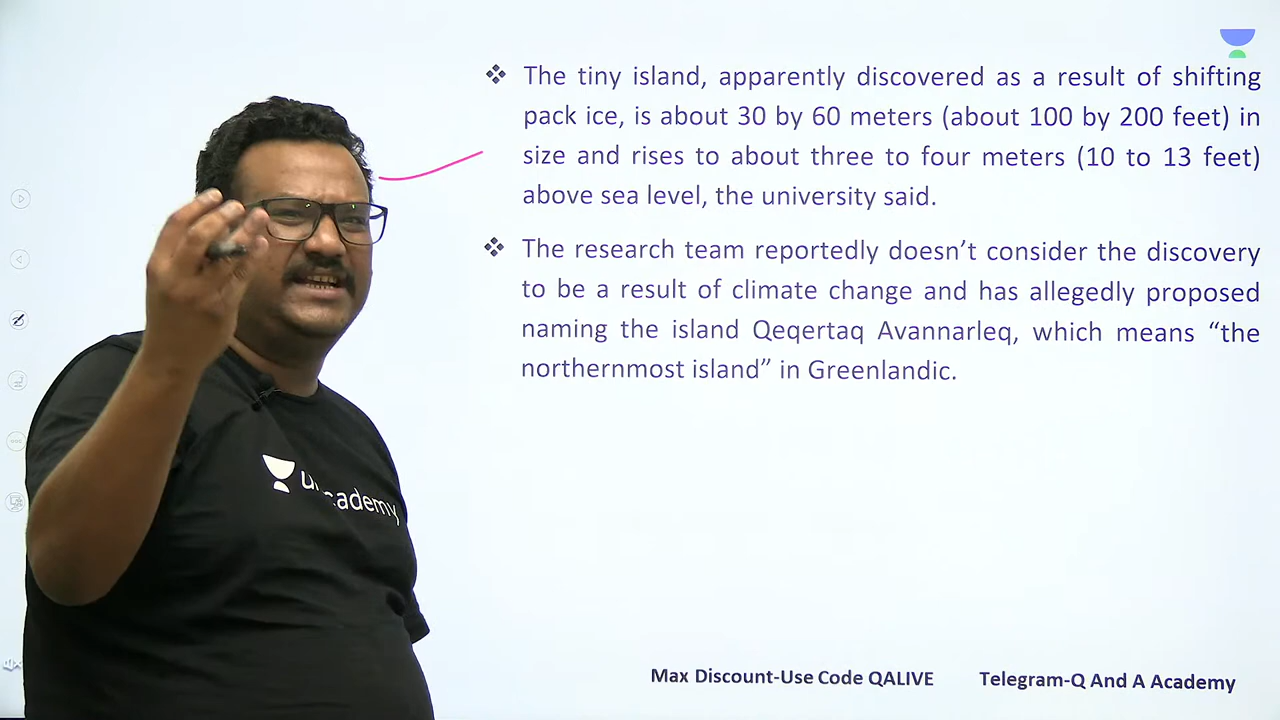 ❖ The tiny island, apparently discovered as a result of shifting
pack ice, is about 30 by 60 meters (about 100 by 200 feet) in
size and rises to about three to four meters (10 to 13 feet)
above sea level, the university said.
❖ The research team reportedly doesn’t consider the discovery
to be a result of climate change and has allegedly proposed
naming the island Qeqertaq Avannarleq, which means “the
northernmost island” in Greenlandic.
academy
Max Discount-Use Code QALIVE
Telegram-Q And A Academy